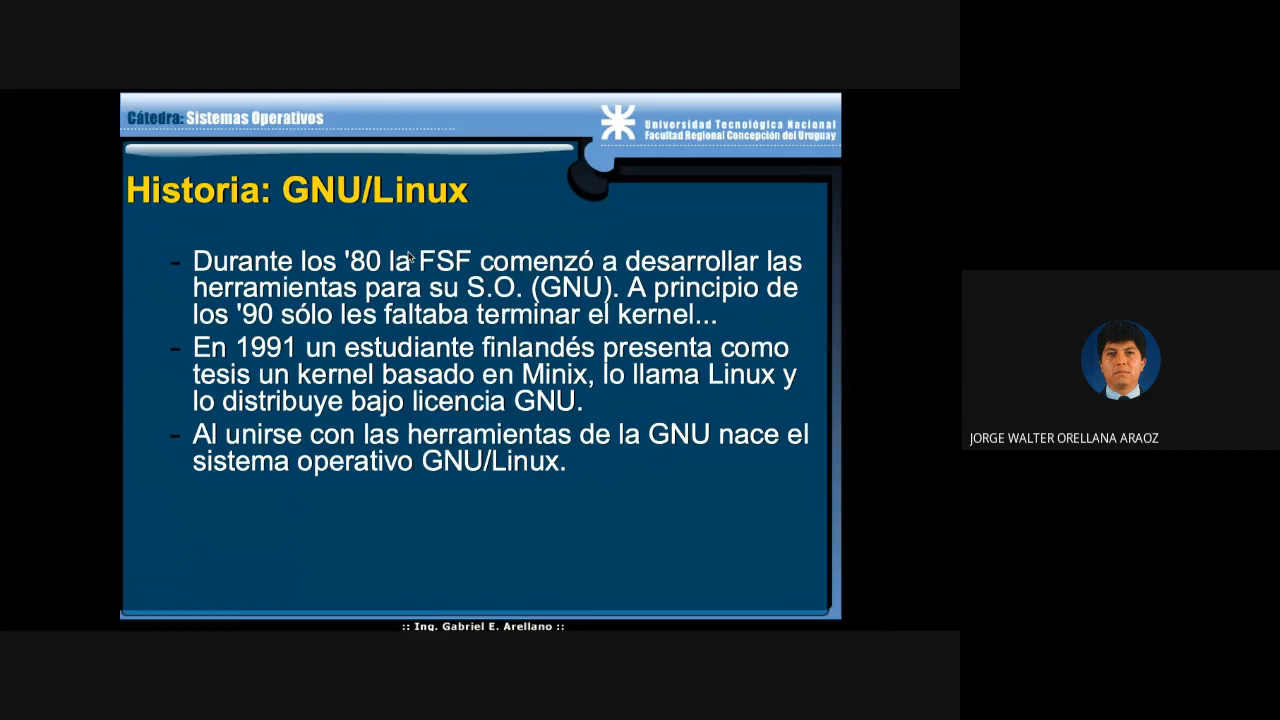 Cátedra: Sistemas Operativos
Universidad Tecnológica Nacional
Facultad Regional Concepción del Uruguay
Historia: GNU/Linux
- Durante los '80 la FSF comenzó a desarrollar las
herramientas para su S.O. (GNU). A principio de
los '90 sólo les faltaba terminar el kernel...
- En 1991 un estudiante finlandés presenta como
tesis un kernel basado en Minix, lo llama Linux y
lo distribuye bajo licencia GNU.
- Al unirse con las herramientas de la GNU nace el
sistema operativo GNU/Linux.
:: Ing. Gabriel E. Arellano ::
JORGE WALTER ORELLANA ARAOZ